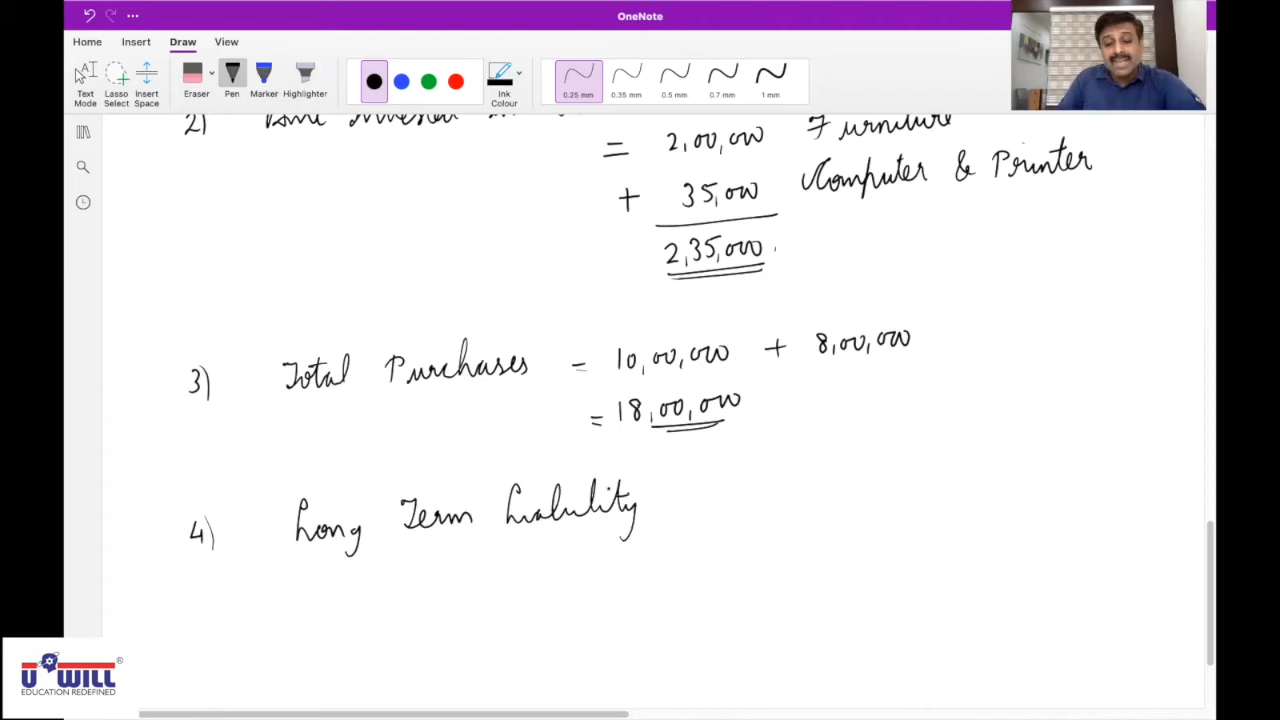 OneNote
Home Insert Draw View
Text Mode
Lasso Select
Insert Space
Eraser
Pen
Marker
Highlighter
Ink Colour
0.25 mm
0.35 mm
0.5 mm
0.7 mm
1 mm
2) Invested
= 2,00,000 Furniture
+ 35,000 Computer & Printer
2,35,000
3) Total Purchases = 10,00,000 + 8,00,000
= 18,00,000
4) Long Term Liability
U WILL ®
EDUCATION REDEFINED